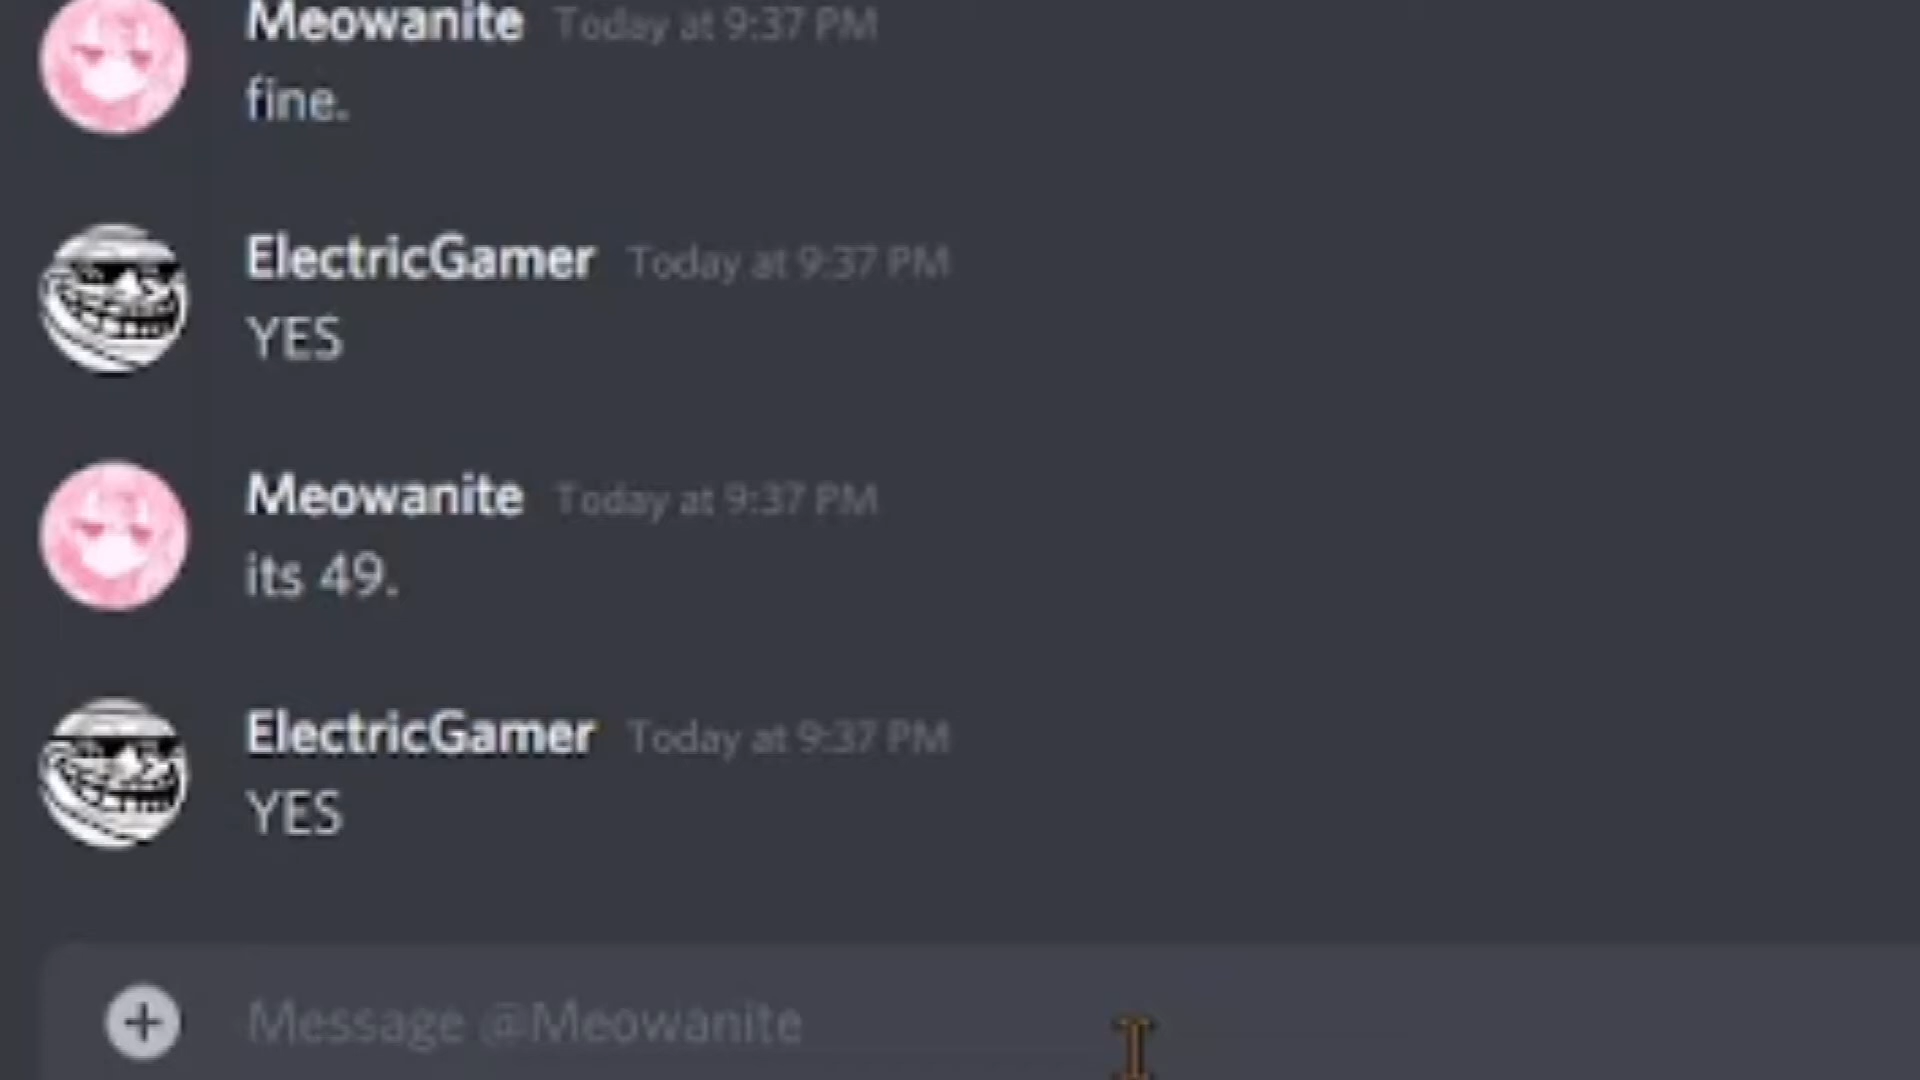 Meowanite Today at 9:37 PM
fine.
ElectricGamer Today at 9:37 PM
YES
Meowanite Today at 9:37 PM
its 49.
ElectricGamer Today at 9:37 PM
YES
Message @Meowanite